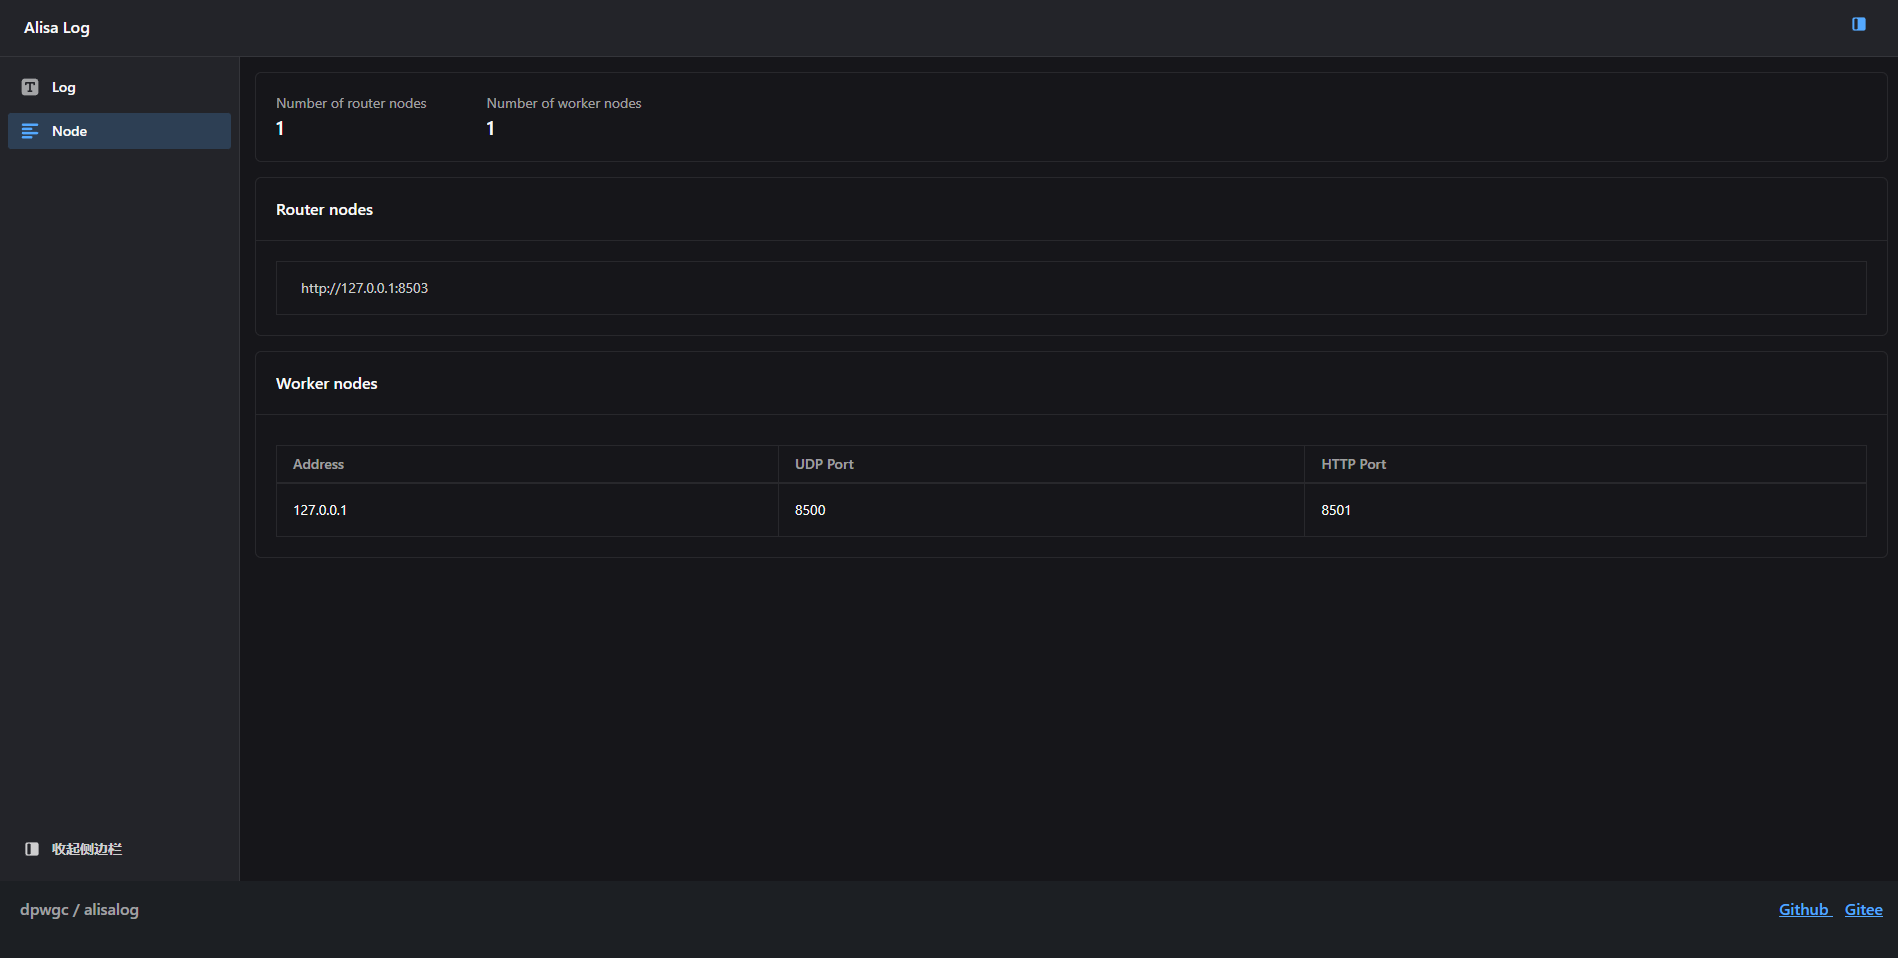 Alisa Log
Log
Node
Number of router nodes
1
Number of worker nodes
1
Router nodes
http://127.0.0.1:8503
Worker nodes
Address UDP Port HTTP Port
127.0.0.1 8500 8501
收起侧边栏
dpwgc / alisalog
Github Gitee